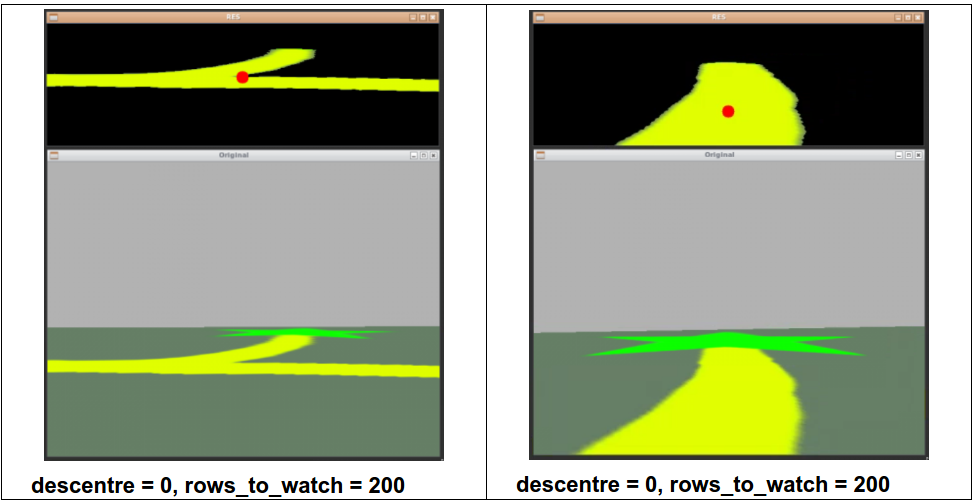 RES
Original
descentre = 0, rows_to_watch = 200
RES
Original
descentre = 0, rows_to_watch = 200